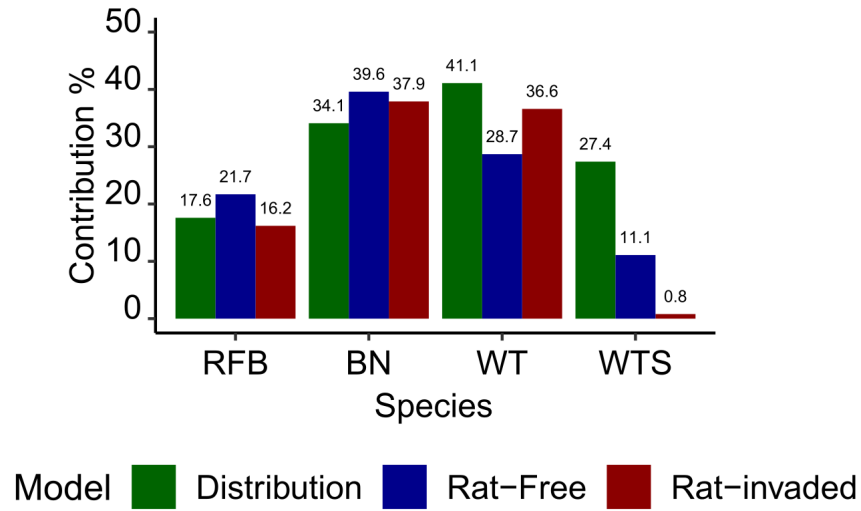 Contribution %
50
40
30
20
10
0
17.6 21.7 16.2 34.1 39.6 37.9 41.1 28.7 36.6 27.4 11.1 0.8
RFB BN WT WTS
Species
Model Distribution Rat−Free Rat−invaded